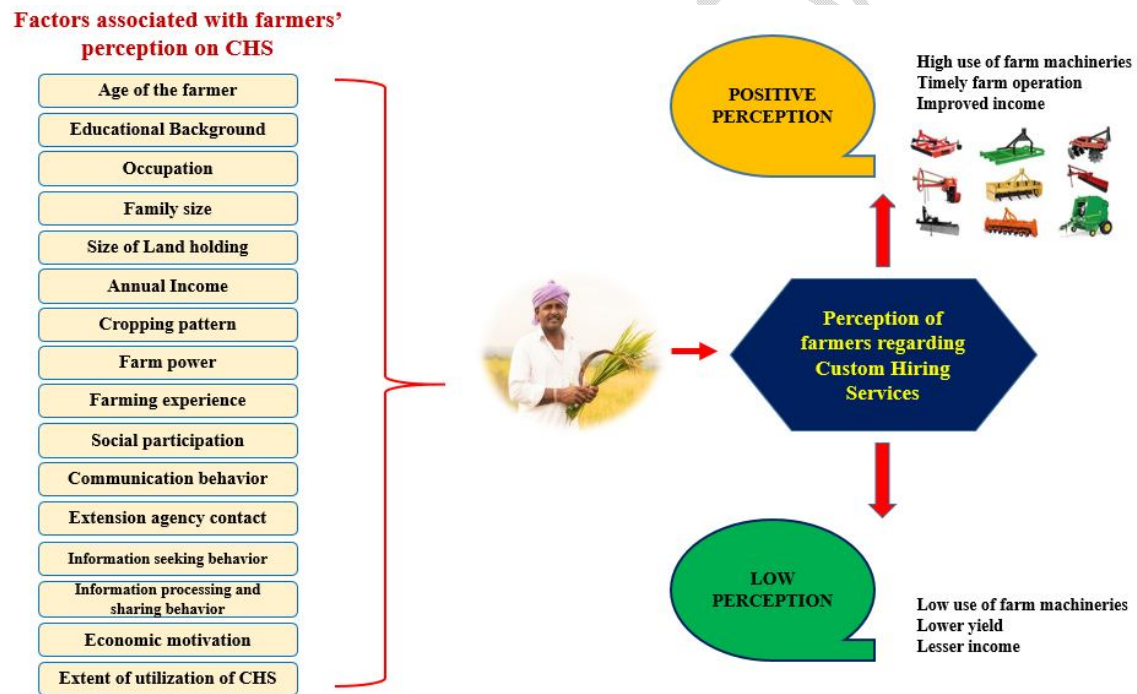 Factors associated with farmers'
perception on CHS
Age of the farmer
Educational Background
Occupation
Family size
Size of Land holding
Annual Income
Cropping pattern
Farm power
Farming experience
Social participation
Communication behavior
Extension agency contact
Information seeking behavior
Information processing and
sharing behavior
Economic motivation
Extent of utilization of CHS
Perception of
farmers regarding
Custom Hiring
Services
POSITIVE
PERCEPTION
High use of farm machineries
Timely farm operation
Improved income
LOW
PERCEPTION
Low use of farm machineries
Lower yield
Lesser income